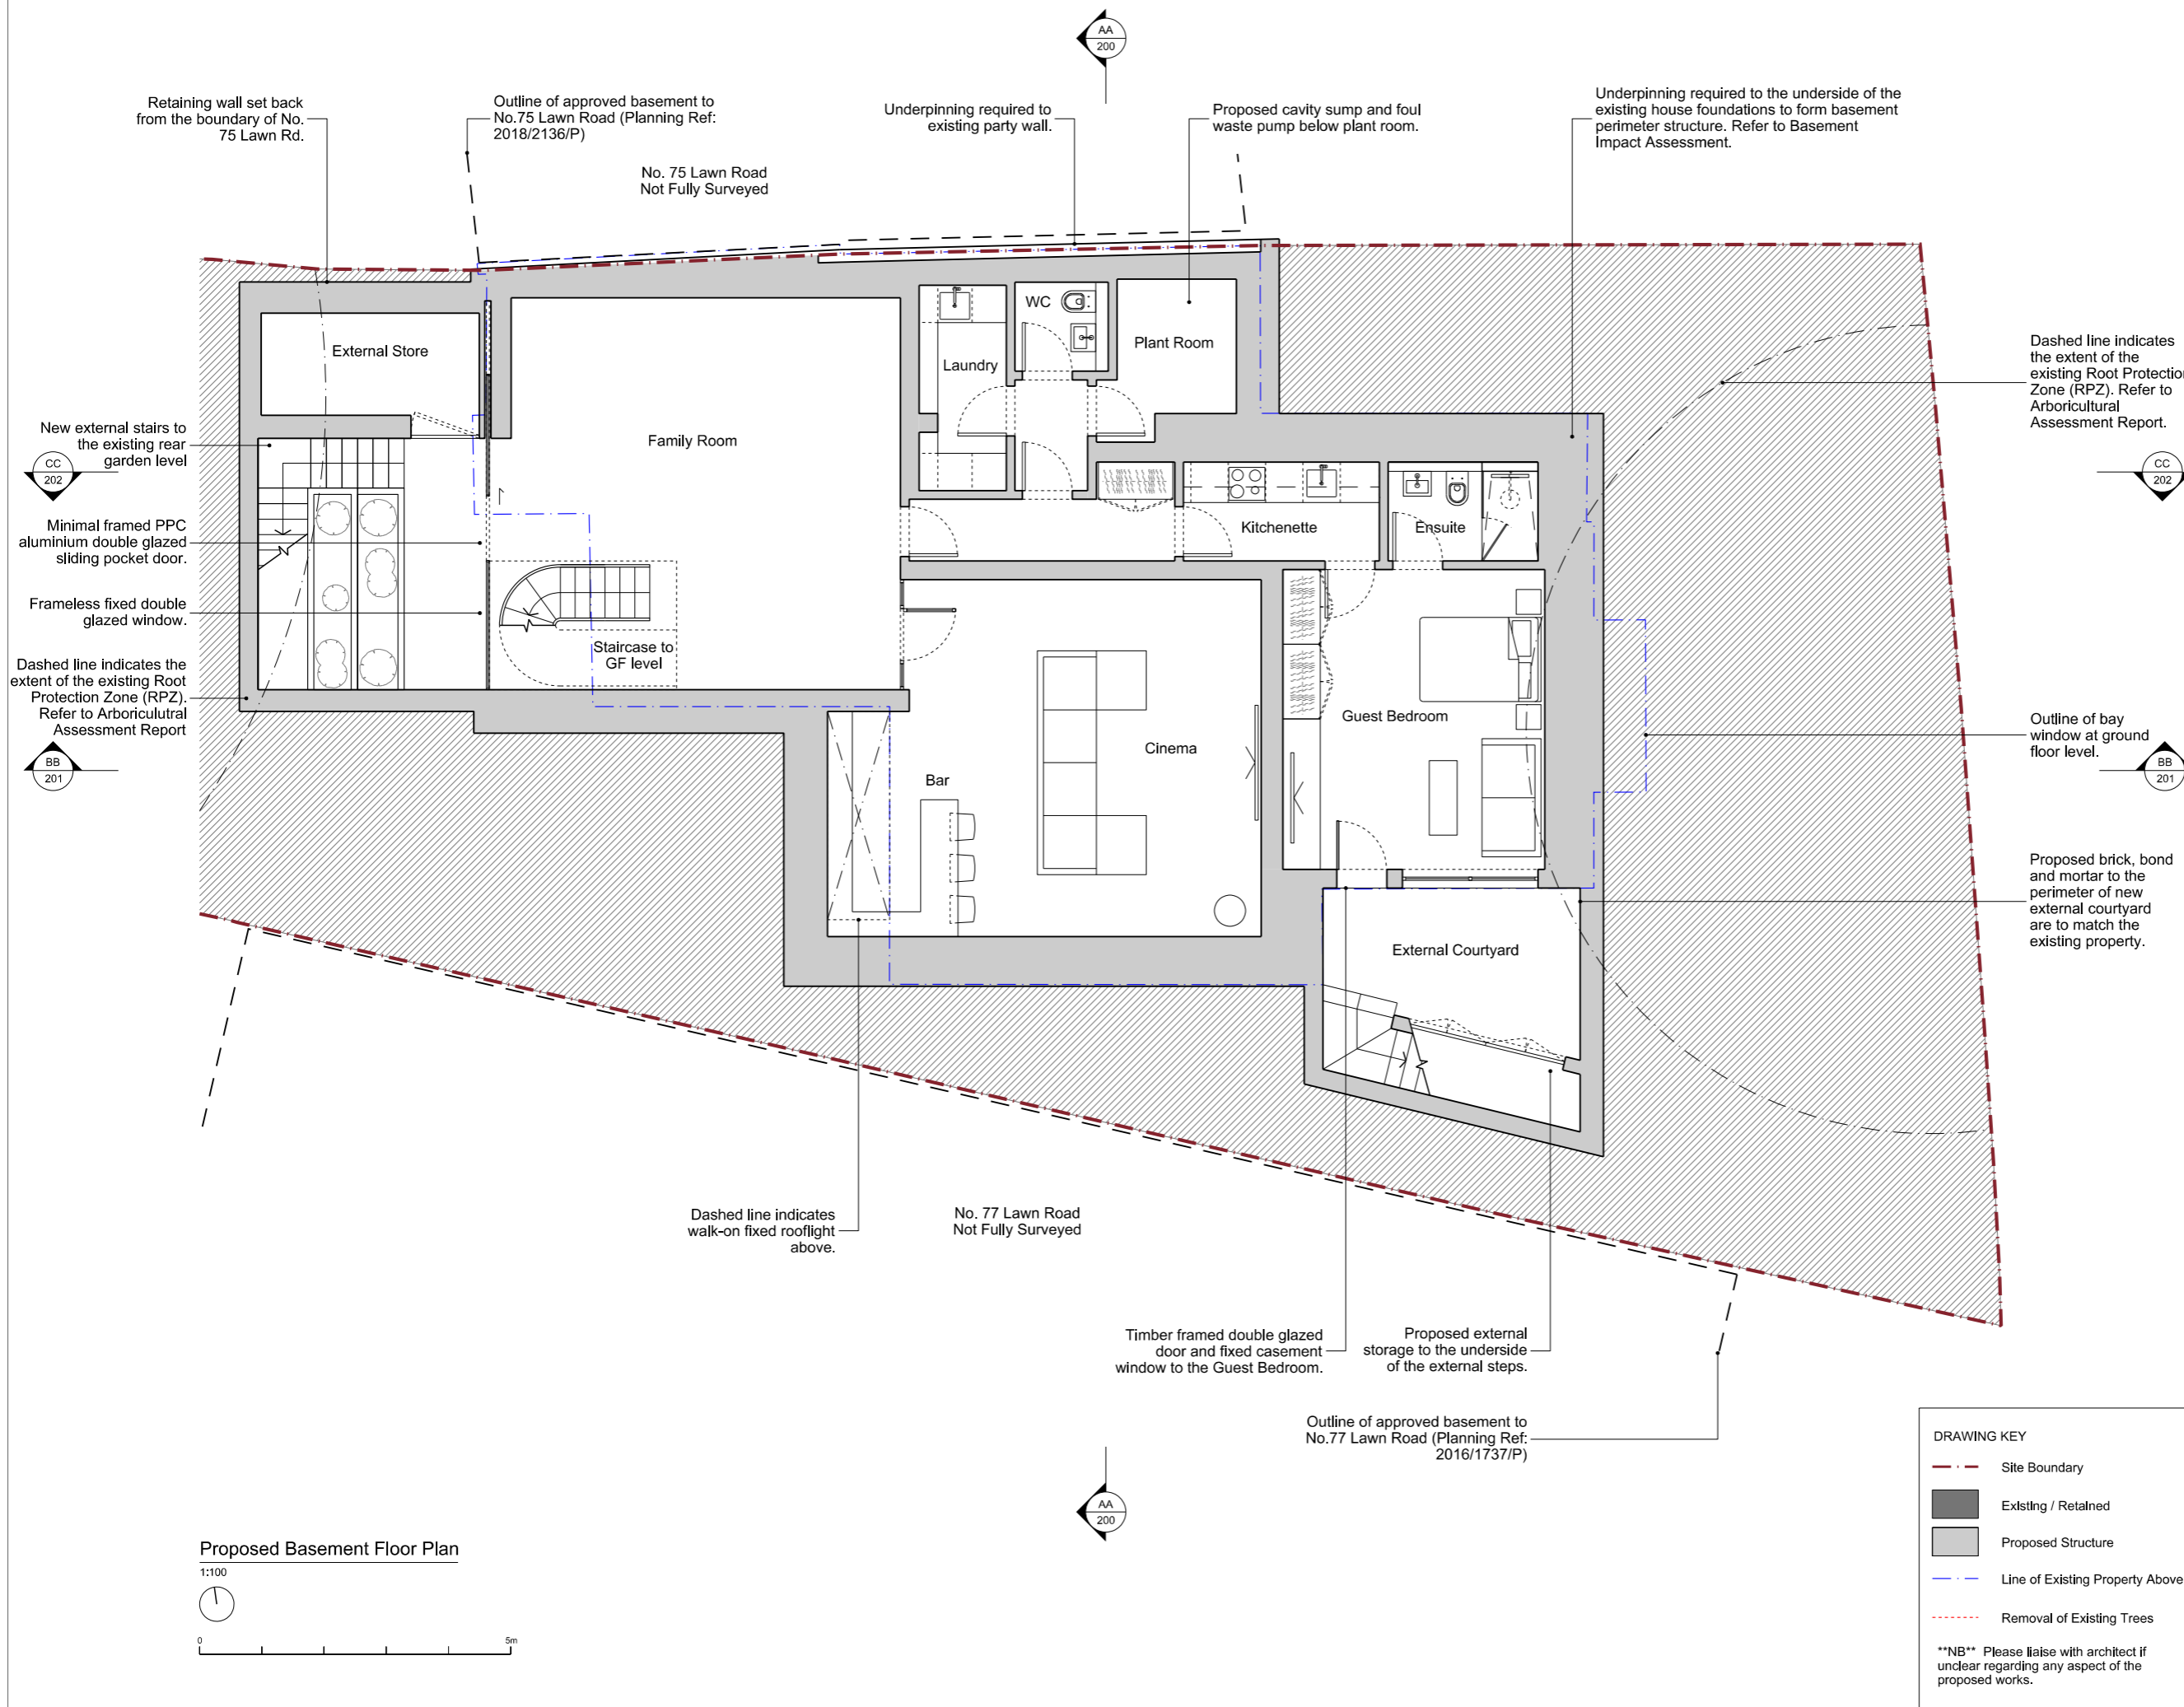 AA
200
Retaining wall set back
from the boundary of No.
75 Lawn Rd.
Outline of approved basement to
No.75 Lawn Road (Planning Ref:
2018/2136/P)
Underpinning required to
existing party wall.
Proposed cavity sump and foul
waste pump below plant room.
Underpinning required to the underside of the
existing house foundations to form basement
perimeter structure. Refer to Basement
Impact Assessment.
No. 75 Lawn Road
Not Fully Surveyed
External Store
Family Room
Laundry
WC
Plant Room
Kitchenette
Ensuite
Staircase to
GF level
Guest Bedroom
Cinema
Bar
External Courtyard
New external stairs to
the existing rear
garden level
CC
202
Minimal framed PPC
aluminium double glazed
sliding pocket door.
Frameless fixed double
glazed window.
Dashed line indicates the
extent of the existing Root
Protection Zone (RPZ).
Refer to Arboriculutral
Assessment Report
BB
201
Dashed line indicates
the extent of the
existing Root Protection
Zone (RPZ). Refer to
Arboricultural
Assessment Report.
CC
202
Outline of bay
window at ground
floor level.
BB
201
Proposed brick, bond
and mortar to the
perimeter of new
external courtyard
are to match the
existing property.
Dashed line indicates
walk-on fixed rooflight
above.
No. 77 Lawn Road
Not Fully Surveyed
Timber framed double glazed
door and fixed casement
window to the Guest Bedroom.
Proposed external
storage to the underside
of the external steps.
Outline of approved basement to
No.77 Lawn Road (Planning Ref:
2016/1737/P)
AA
200
Proposed Basement Floor Plan
1:100
0 5m
DRAWING KEY
Site Boundary
Existing / Retained
Proposed Structure
Line of Existing Property Above
Removal of Existing Trees
**NB** Please liaise with architect if
unclear regarding any aspect of the
proposed works.